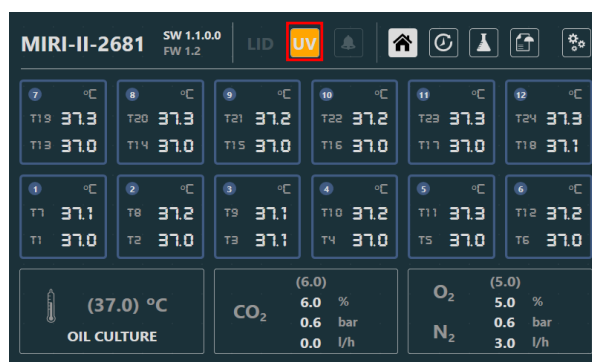 MIRI-II-2681 SW 1.1.0.0 LID UV
FW 1.2
7 °C 8 °C 9 °C 10 °C 11 °C 12 °C
T19 37.3 T20 37.3 T21 37.2 T22 37.2 T23 37.3 T24 37.3
T13 37.0 T14 37.0 T15 37.0 T16 37.0 T17 37.0 T18 37.1
1 °C 2 °C 3 °C 4 °C 5 °C 6 °C
T7 37.1 T8 37.2 T9 37.1 T10 37.2 T11 37.3 T12 37.2
T1 37.0 T2 37.0 T3 37.1 T4 37.0 T5 37.0 T6 37.0
(37.0) °C
OIL CULTURE
CO₂
(6.0)
6.0 %
0.6 bar
0.0 l/h
O₂
N₂
(5.0)
5.0 %
0.6 bar
3.0 l/h